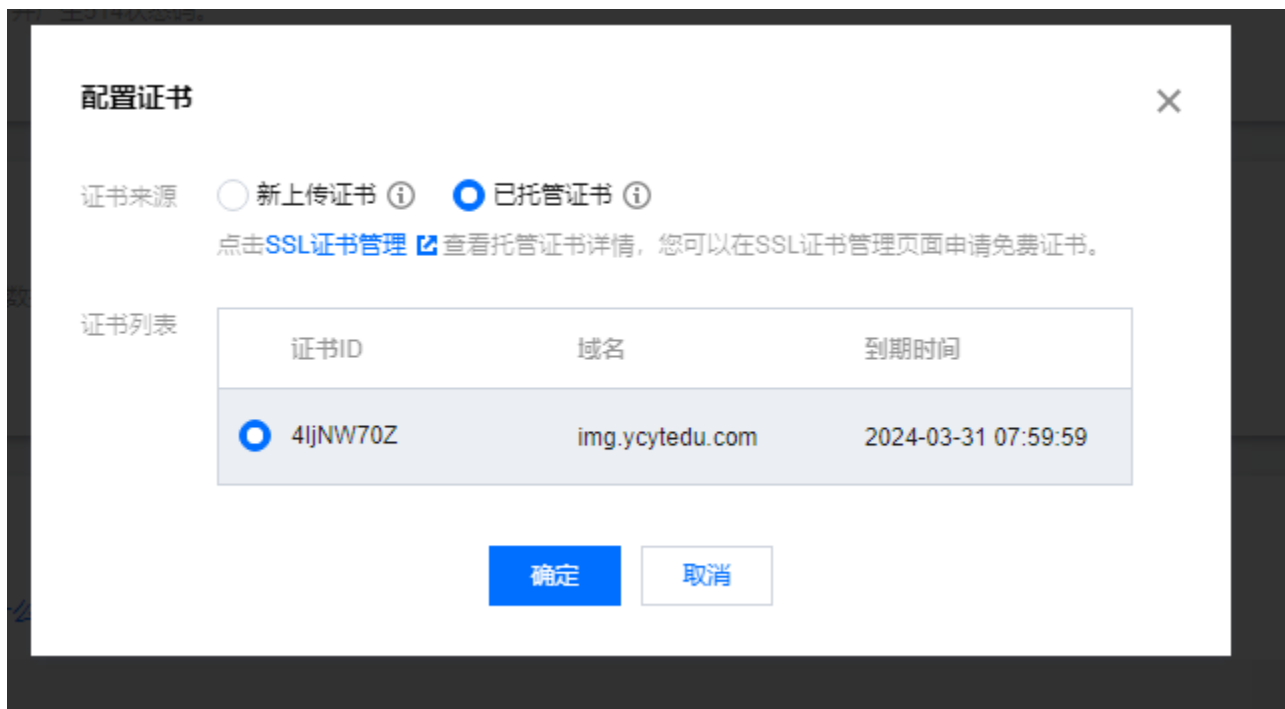 配置证书
证书来源 新上传证书 已托管证书
点击SSL证书管理 查看托管证书详情，您可以在SSL证书管理页面申请免费证书。
证书列表
证书ID 域名 到期时间
4IjNW70Z img.ycytedu.com 2024-03-31 07:59:59
确定 取消